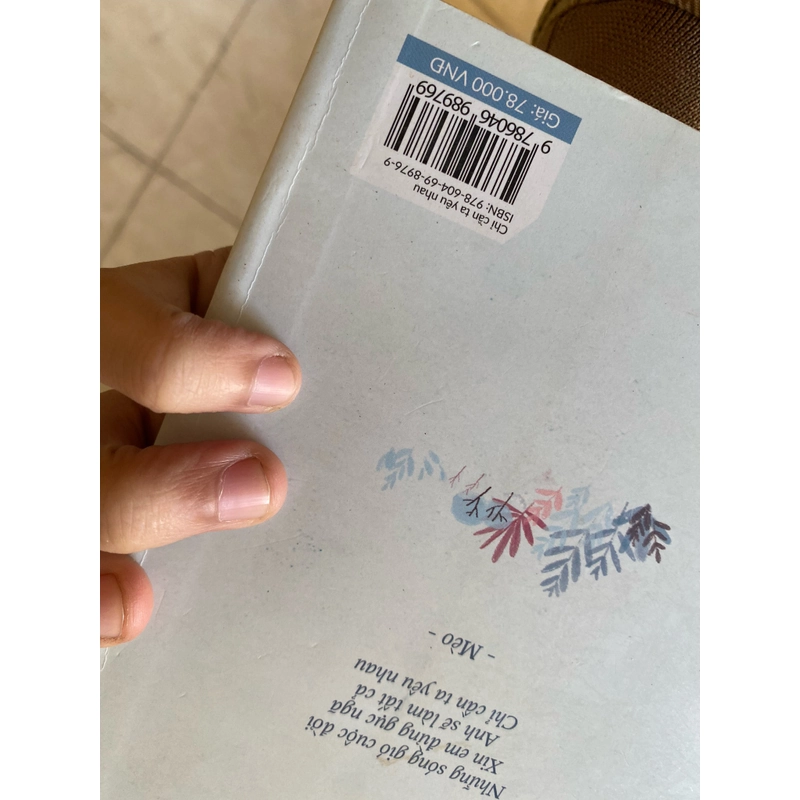 Những sóng gió cuộc đời
Xin em đừng gục ngã
Anh sẽ làm tất cả
Chỉ cần ta yêu nhau
- Mèo -
Chỉ cần ta yêu nhau
ISBN: 978-604-69-8976-9
9 786046 989769
Giá: 78.000 VNĐ